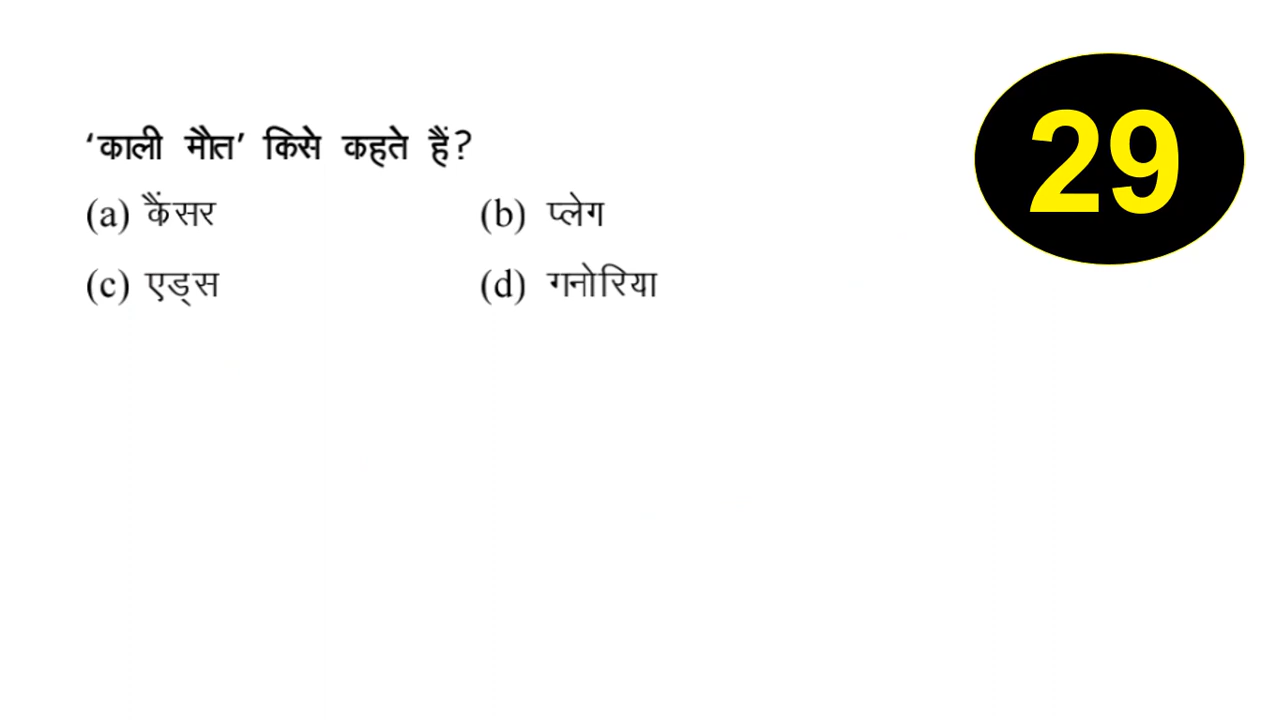 'काली मौत' किसे कहते हैं?
29
(a) कैंसर (b) प्लेग
(c) एड्स (d) गनोरिया